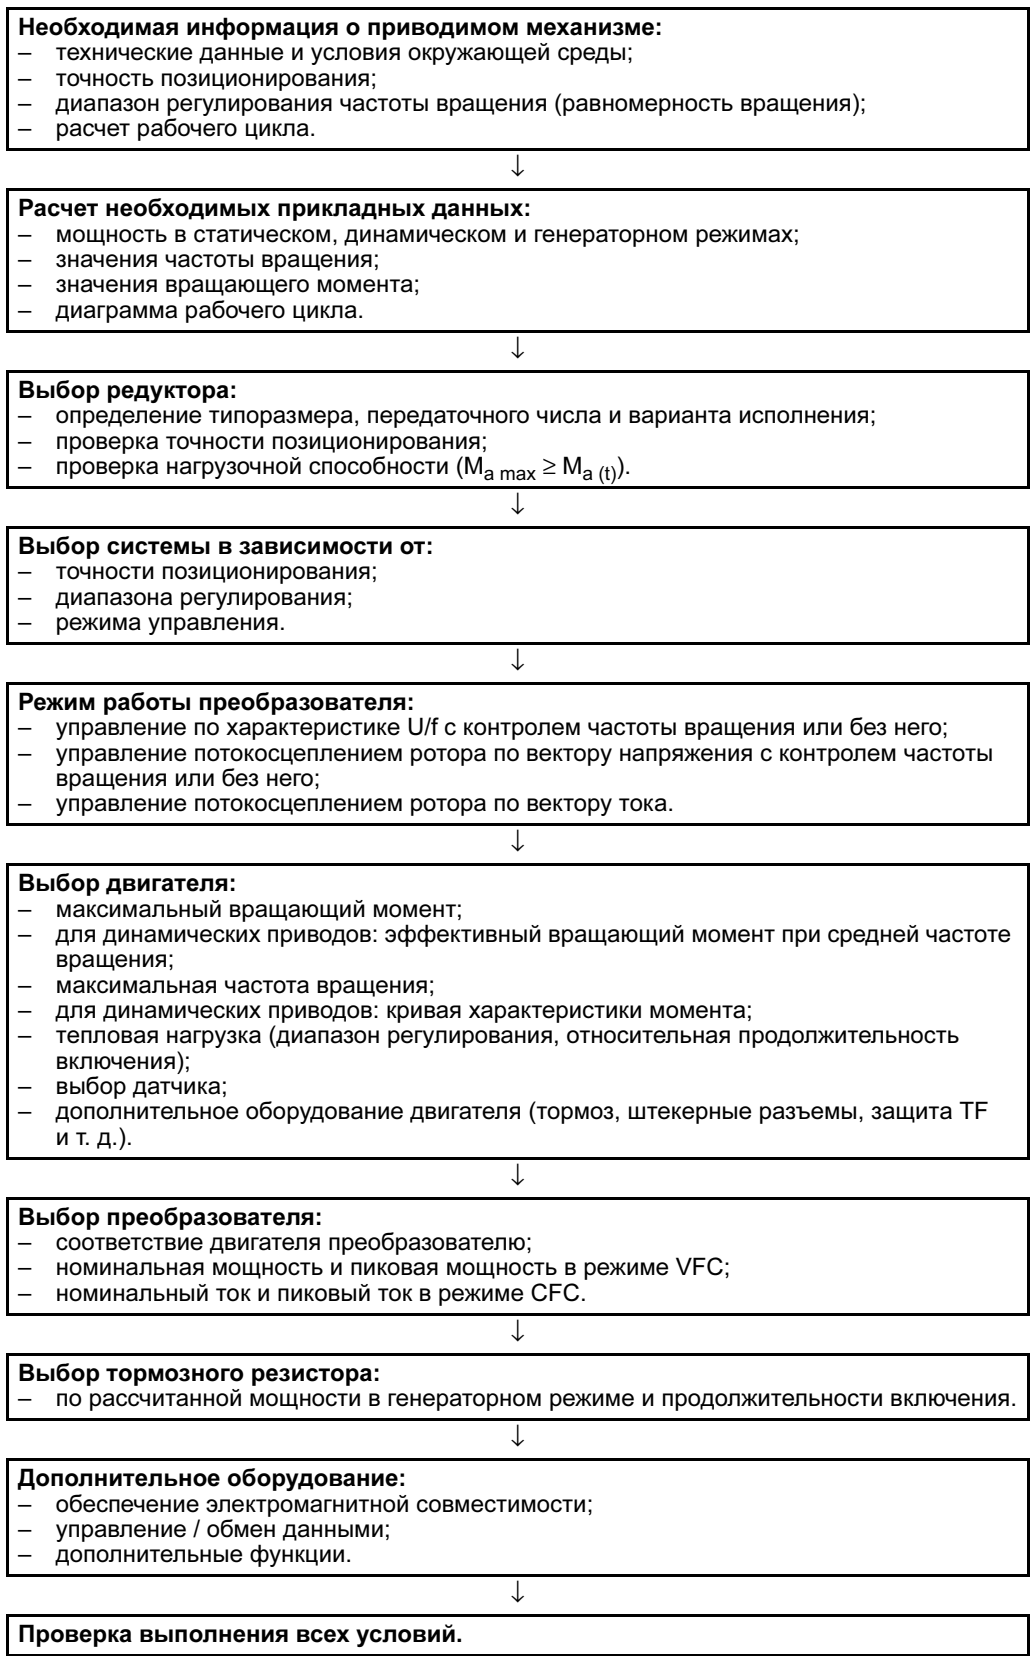 Необходимая информация о приводимом механизме:
– технические данные и условия окружающей среды;
– точность позиционирования;
– диапазон регулирования частоты вращения (равномерность вращения);
– расчет рабочего цикла.
↓
Расчет необходимых прикладных данных:
– мощность в статическом, динамическом и генераторном режимах;
– значения частоты вращения;
– значения вращающего момента;
– диаграмма рабочего цикла.
↓
Выбор редуктора:
– определение типоразмера, передаточного числа и варианта исполнения;
– проверка точности позиционирования;
– проверка нагрузочной способности (Ma max ≥ Ma (t)).
↓
Выбор системы в зависимости от:
– точности позиционирования;
– диапазона регулирования;
– режима управления.
↓
Режим работы преобразователя:
– управление по характеристике U/f с контролем частоты вращения или без него;
– управление потокосцеплением ротора по вектору напряжения с контролем частоты
вращения или без него;
– управление потокосцеплением ротора по вектору тока.
↓
Выбор двигателя:
– максимальный вращающий момент;
– для динамических приводов: эффективный вращающий момент при средней частоте
вращения;
– максимальная частота вращения;
– для динамических приводов: кривая характеристики момента;
– тепловая нагрузка (диапазон регулирования, относительная продолжительность
включения);
– выбор датчика;
– дополнительное оборудование двигателя (тормоз, штекерные разъемы, защита TF
и т. д.).
↓
Выбор преобразователя:
– соответствие двигателя преобразователю;
– номинальная мощность и пиковая мощность в режиме VFC;
– номинальный ток и пиковый ток в режиме CFC.
↓
Выбор тормозного резистора:
– по рассчитанной мощности в генераторном режиме и продолжительности включения.
↓
Дополнительное оборудование:
– обеспечение электромагнитной совместимости;
– управление / обмен данными;
– дополнительные функции.
↓
Проверка выполнения всех условий.